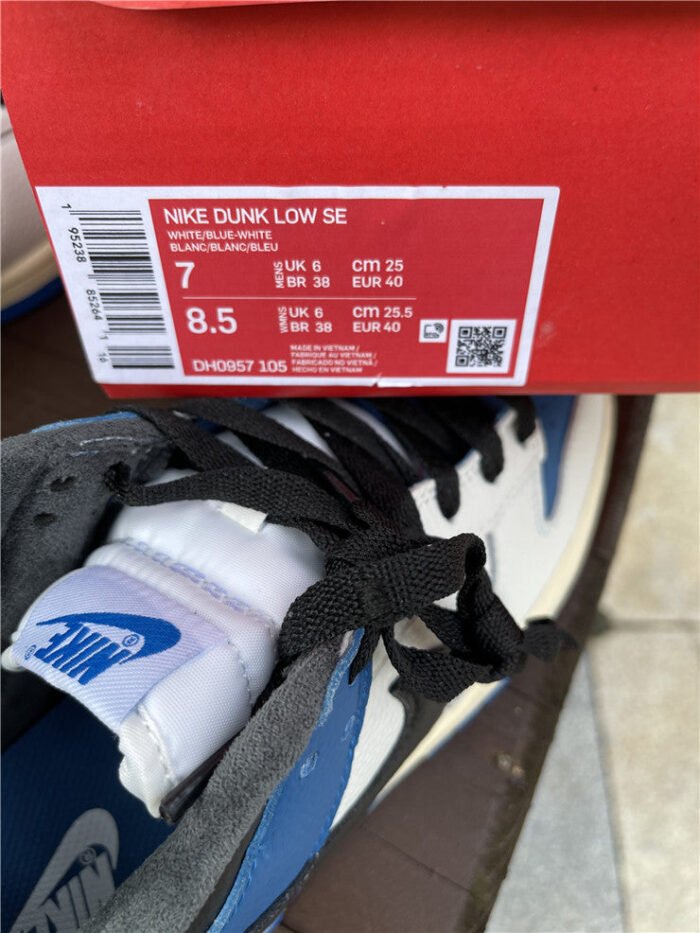 NIKE DUNK LOW SE
WHITE/BLUE-WHITE
BLANC/BLANC/BLEU
7 MENS UK 6 cm 25
BR 38 EUR 40
8.5 WMNS UK 6 cm 25.5
BR 38 EUR 40
MADE IN VIETNAM /
FABRIQUE AU VIETNAM /
FABRICADO NO VIETNÃ /
HECHO EN VIETNAM
DH0957 105
1 95238 85264 1 16
NIKE ®
NIKE ®